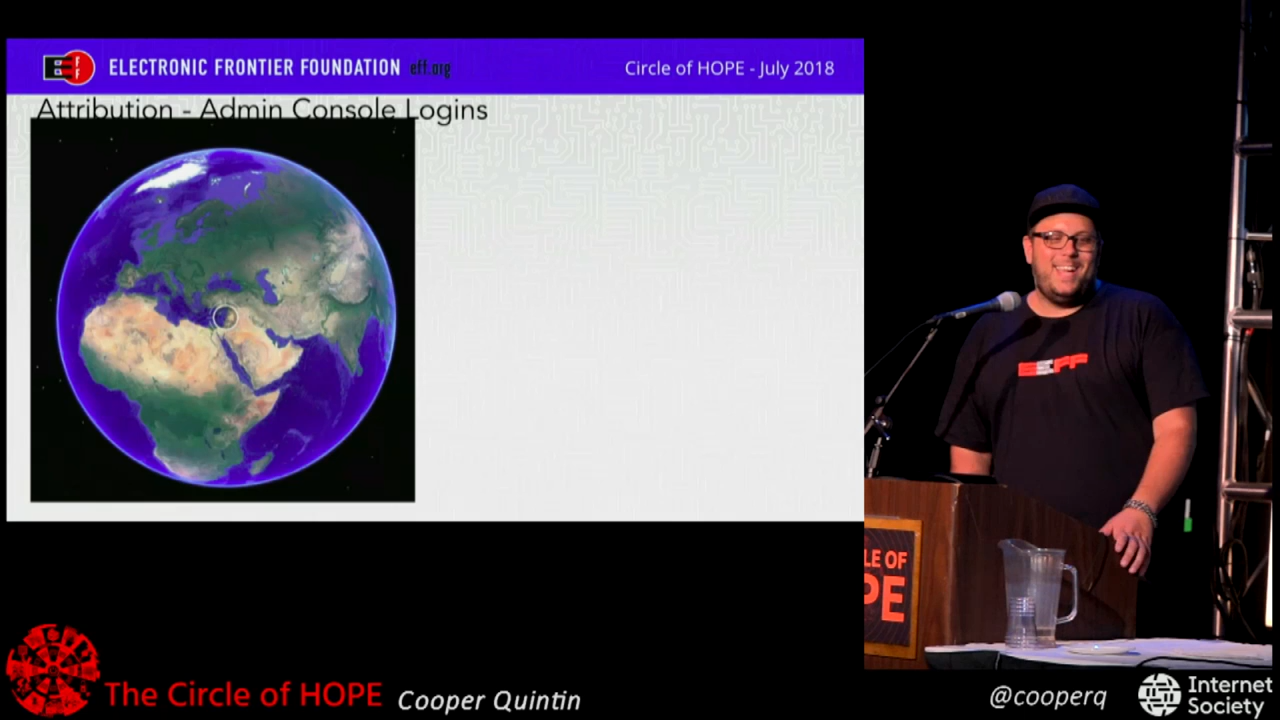 ELECTRONIC FRONTIER FOUNDATION eff.org
Circle of HOPE - July 2018
Attribution - Admin Console Logins
EFF
LE OF
PE
The Circle of HOPE
Cooper Quintin
@cooperq
Internet
Society